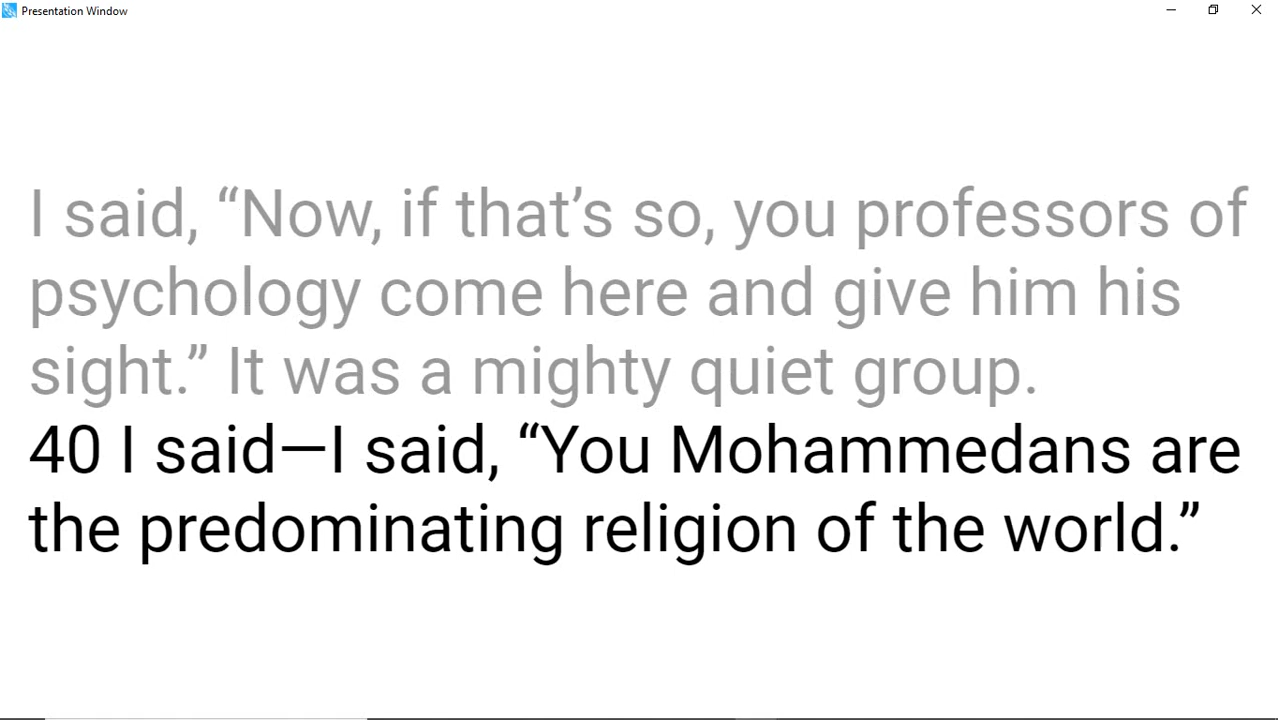 Presentation Window
I said, “Now, if that’s so, you professors of
psychology come here and give him his
sight.” It was a mighty quiet group.
40 I said—I said, “You Mohammedans are
the predominating religion of the world.”